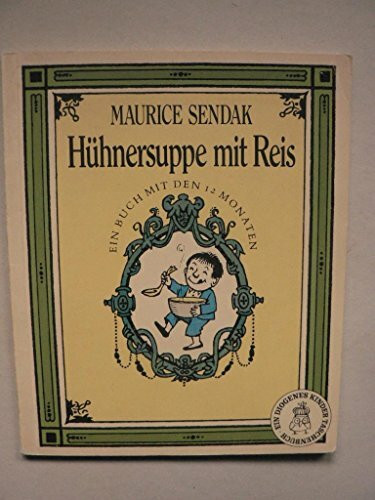 MAURICE SENDAK
Hühnersuppe mit Reis
EIN BUCH MIT DEN 12 MONATEN
EIN DIOGENES KINDER TASCHENBUCH